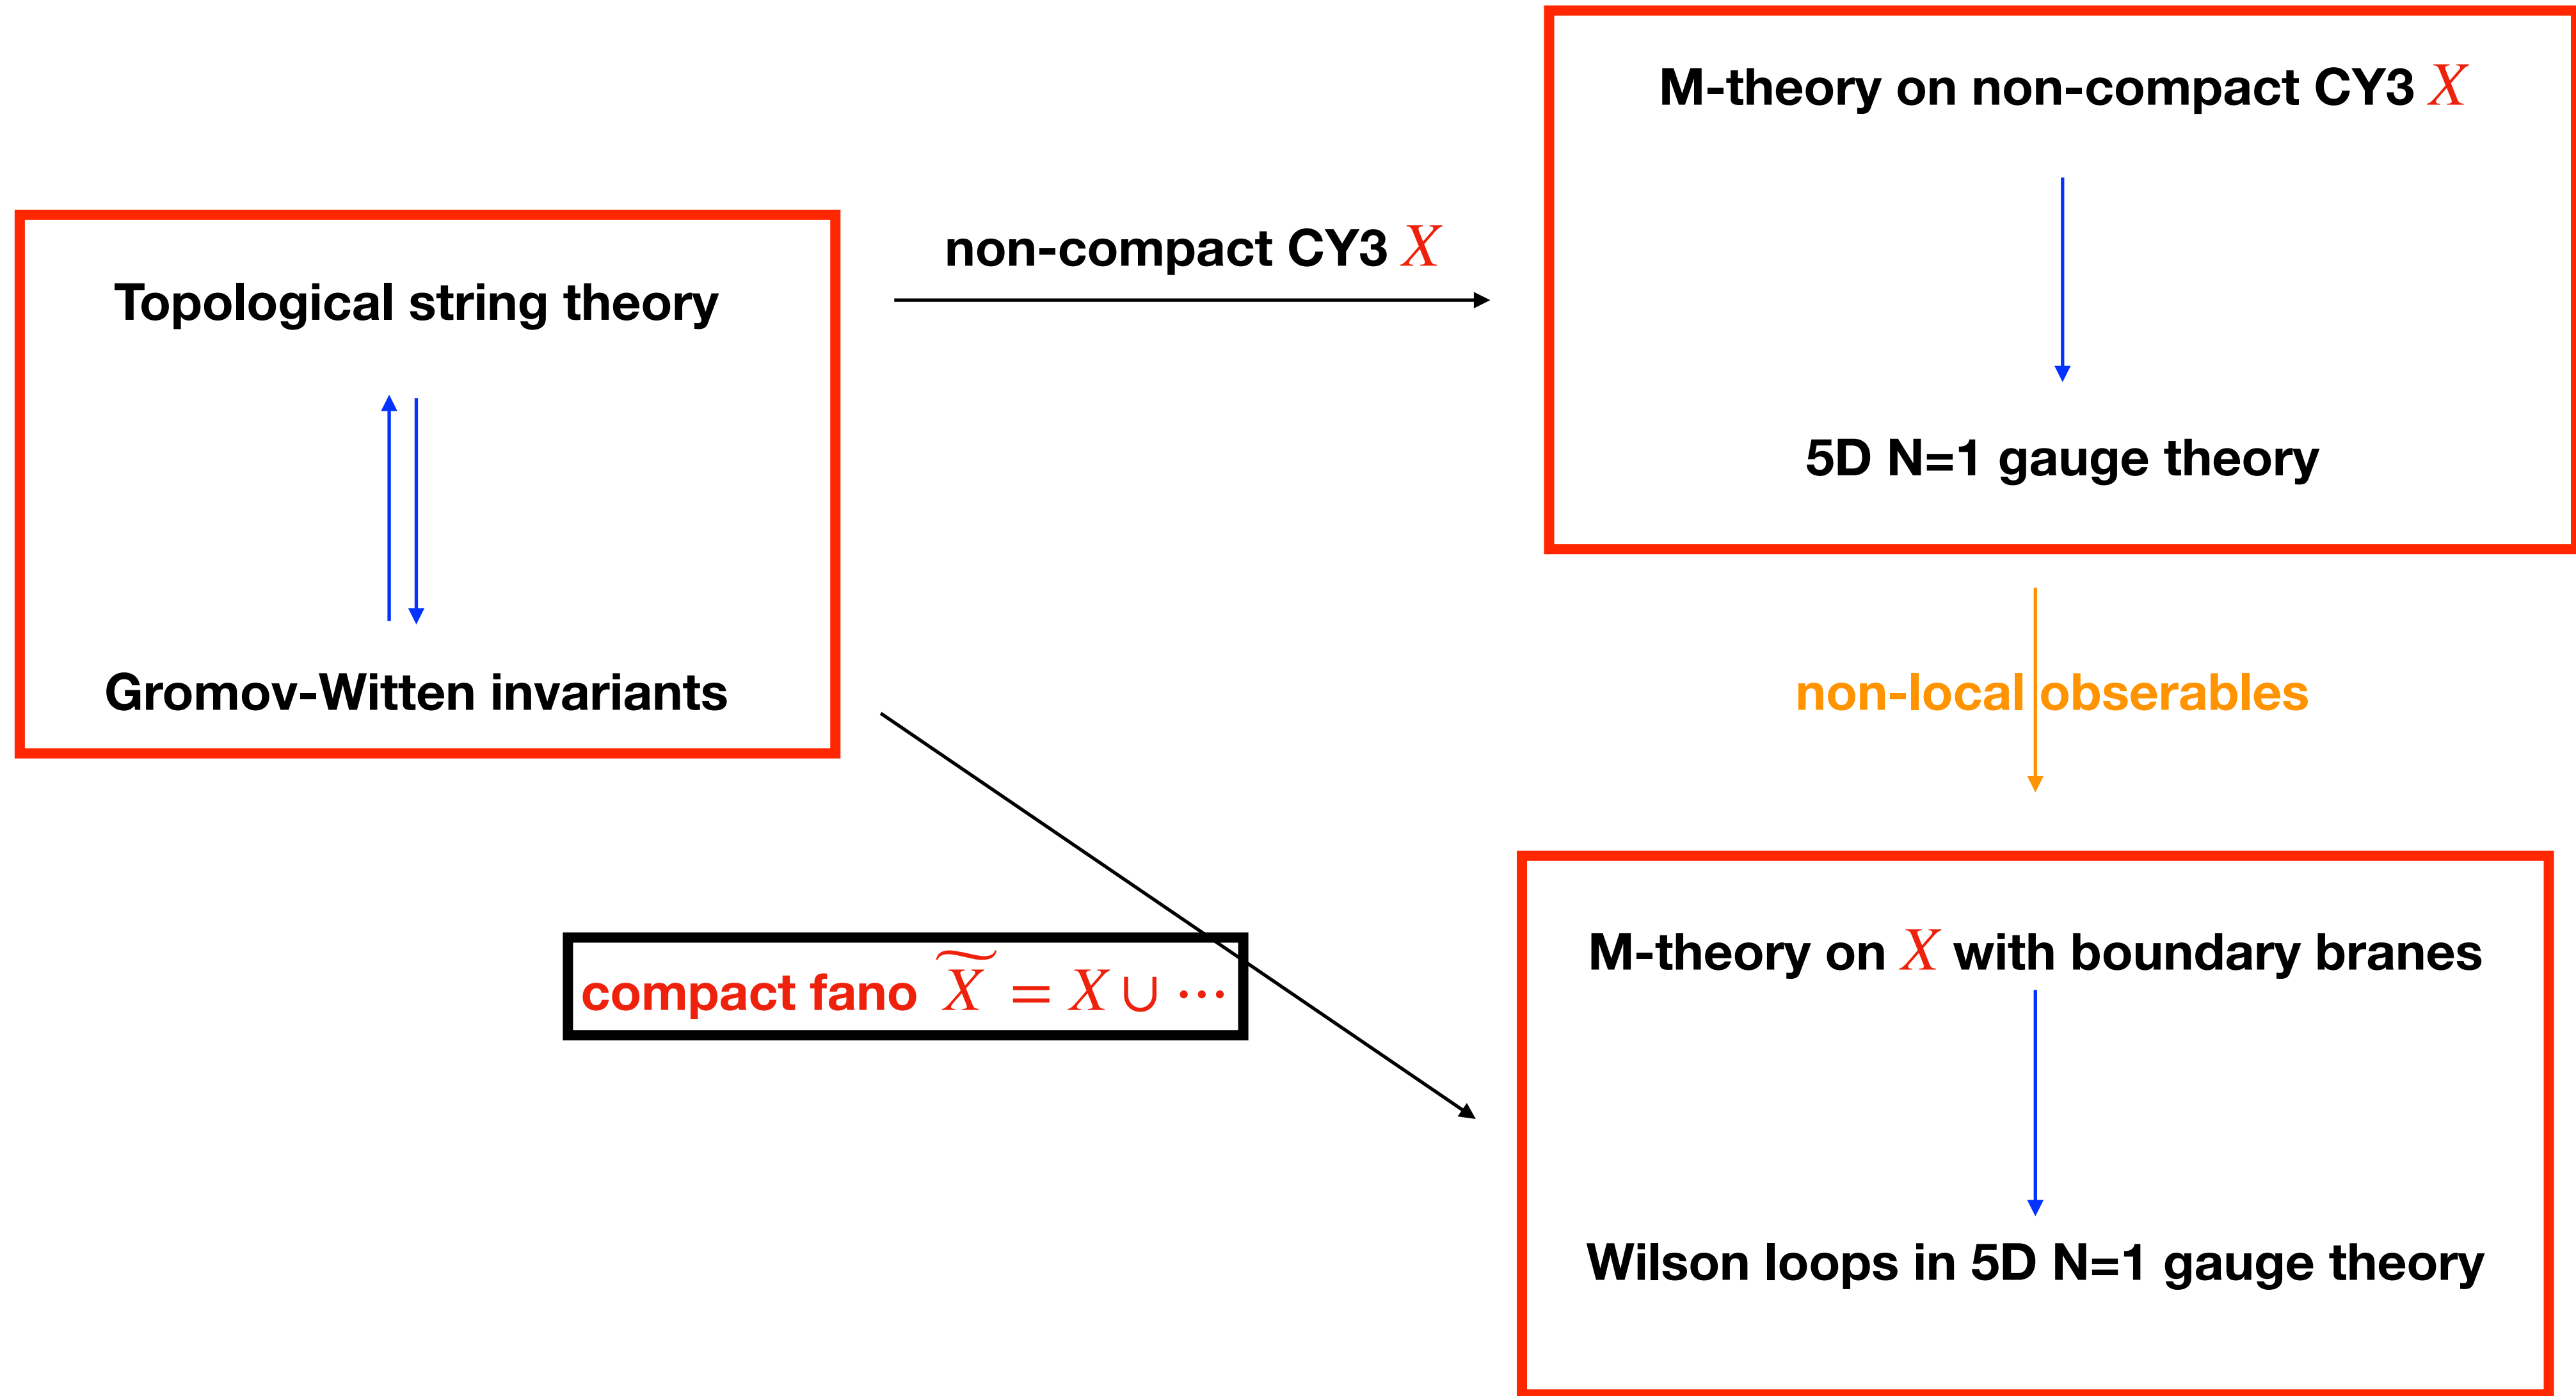 M-theory on non-compact CY3 X
non-compact CY3 X
Topological string theory
5D N=1 gauge theory
Gromov-Witten invariants
non-local obserables
compact fano X̃ = X ∪ ⋯
M-theory on X with boundary branes
Wilson loops in 5D N=1 gauge theory